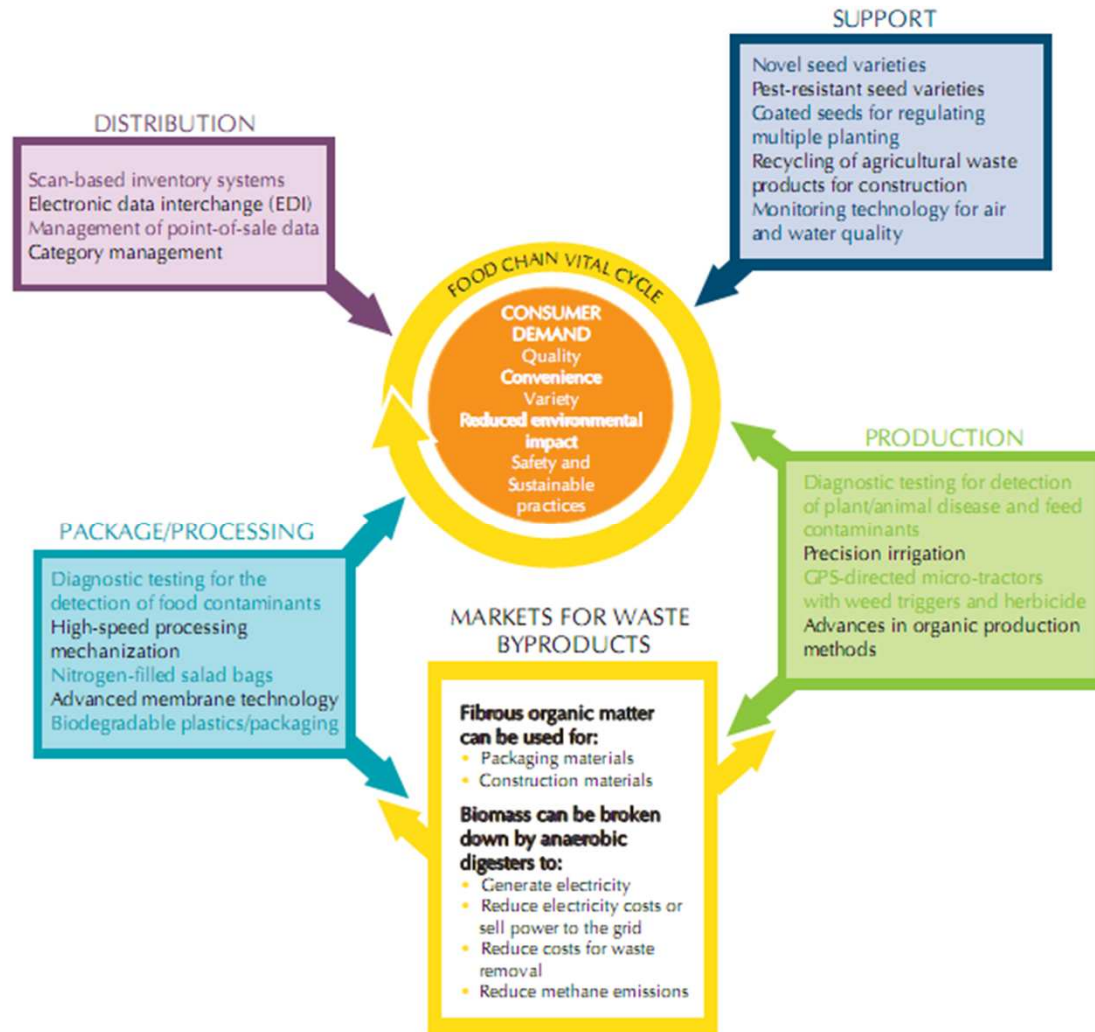 SUPPORT
Novel seed varieties
Pest-resistant seed varieties
Coated seeds for regulating
multiple planting
Recycling of agricultural waste
products for construction
Monitoring technology for air
and water quality
DISTRIBUTION
Scan-based inventory systems
Electronic data interchange (EDI)
Management of point-of-sale data
Category management
FOOD CHAIN VITAL CYCLE
CONSUMER
DEMAND
Quality
Convenience
Variety
Reduced environmental
impact
Safety and
Sustainable
practices
PRODUCTION
Diagnostic testing for detection
of plant/animal disease and feed
contaminants
Precision irrigation
GPS-directed micro-tractors
with weed triggers and herbicide
Advances in organic production
methods
PACKAGE/PROCESSING
Diagnostic testing for the
detection of food contaminants
High-speed processing
mechanization
Nitrogen-filled salad bags
Advanced membrane technology
Biodegradable plastics/packaging
MARKETS FOR WASTE
BYPRODUCTS
Fibrous organic matter
can be used for:
• Packaging materials
• Construction materials
Biomass can be broken
down by anaerobic
digesters to:
• Generate electricity
• Reduce electricity costs or
sell power to the grid
• Reduce costs for waste
removal
• Reduce methane emissions